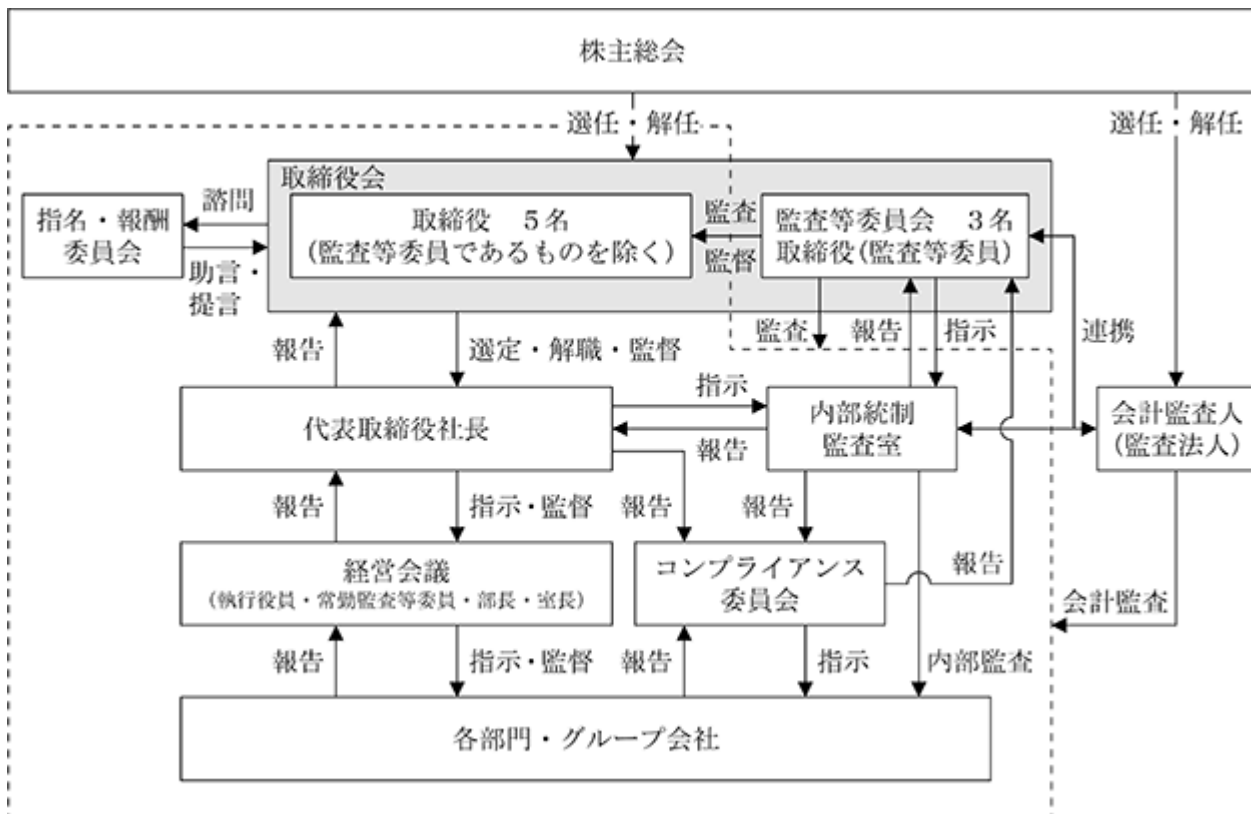 株主総会
選任・解任
選任・解任
取締役会
指名・報酬
委員会
諮問
助言・
提言
取締役　5名
(監査等委員であるものを除く)
監査
監督
監査等委員会　3名
取締役(監査等委員)
報告
選定・解職・監督
監査
報告
指示
連携
代表取締役社長
指示
報告
内部統制
監査室
会計監査人
(監査法人)
報告
指示・監督
報告
報告
経営会議
(執行役員・常勤監査等委員・部長・室長)
コンプライアンス
委員会
報告
会計監査
報告
指示・監督
報告
指示
内部監査
各部門・グループ会社